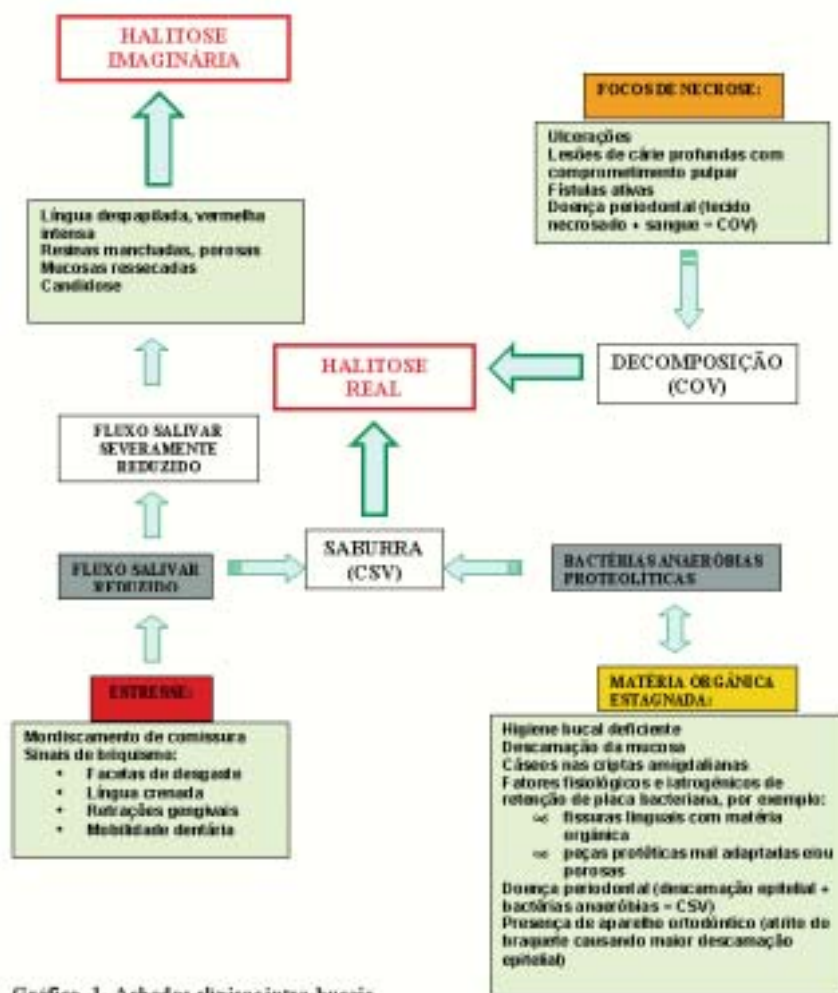 HALITOSE
IMAGINÁRIA
FOCOS DE NECROSE:
Ulcerações
Lesões de cárie profundas com
comprometimento pulpar
Fístulas ativas
Doença periodontal (tecido
necrosado + sangue = COV)
Língua despapilada, vermelha
intensa
Resinas manchadas, porosas
Mucosas ressecadas
Candidose
HALITOSE
REAL
DECOMPOSIÇÃO
(COV)
FLUXO SALIVAR
SEVERAMENTE
REDUZIDO
FLUXO SALIVAR
REDUZIDO
SABURRA
(CSV)
BACTÉRIAS ANAERÓBIAS
PROTEOLÍTICAS
ESTRESSE:
Mordiscamento de comissura
Sinais de briquismo:
• Facetas de desgaste
• Língua crenada
• Retrações gengivais
• Mobilidade dentária
MATÉRIA ORGÂNICA
ESTAGNADA:
Higiene bucal deficiente
Descamação da mucosa
Cáseos nas criptas amigdalianas
Fatores fisiológicos e iatrogênicos de
retenção de placa bacteriana, por exemplo:
fissuras linguais com matéria
orgânica
peças protéticas mal adaptadas e/ou
porosas
Doença periodontal (descamação epitelial +
bactérias anaeróbias = CSV)
Presença de aparelho ortodôntico (atrito do
braquete causando maior descamação
epitelial)
Gráfico 1. Achados clínicos intra-bucais